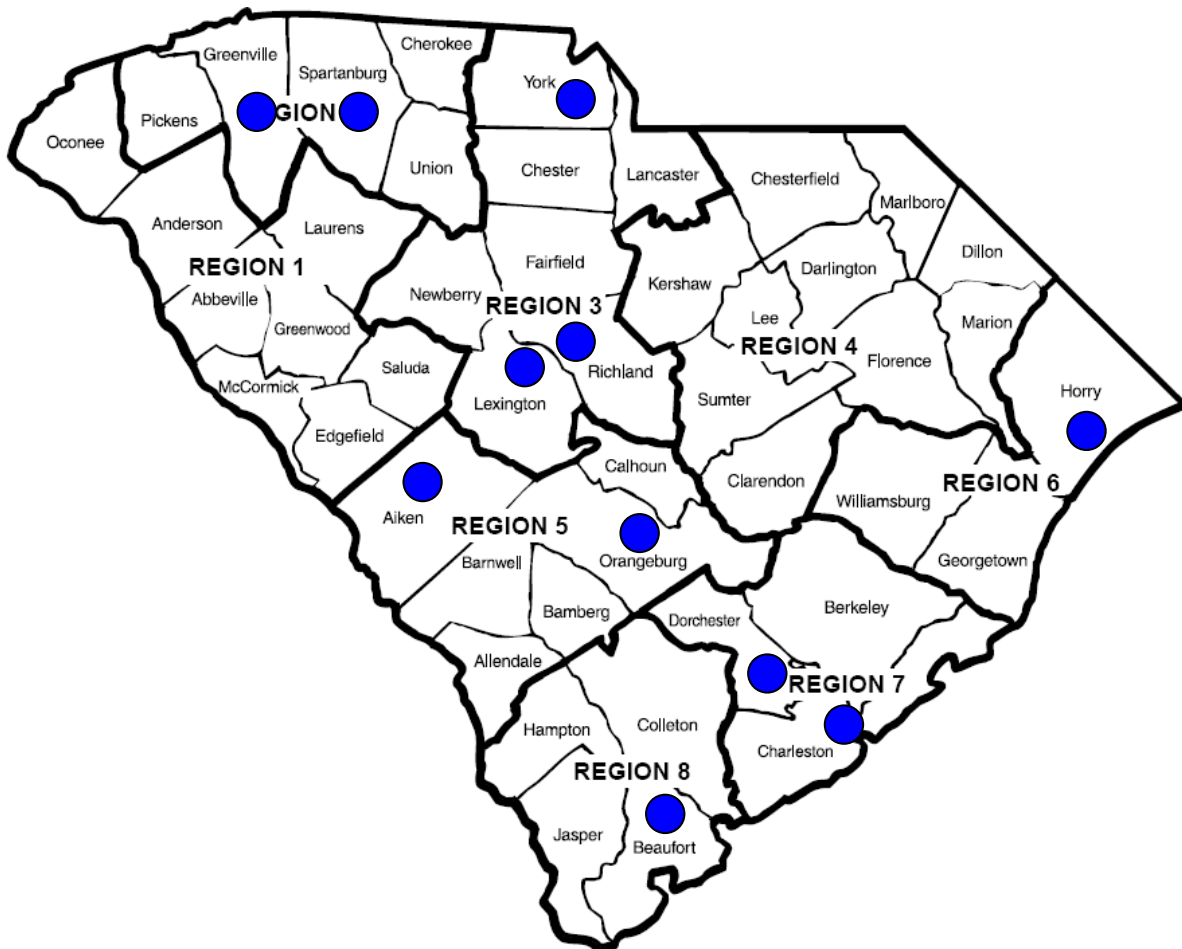 Cherokee
Greenville
Spartanburg
York
GION
Pickens
Oconee
Union
Chester
Lancaster
Chesterfield
Marlboro
Anderson
Laurens
Dillon
REGION 1
Fairfield
Darlington
Kershaw
Abbeville
Newberry
REGION 3
Greenwood
Lee
Marion
REGION 4
Saluda
Richland
Florence
McCormick
Lexington
Sumter
Horry
Edgefield
Calhoun
Clarendon
REGION 6
Williamsburg
Aiken
REGION 5
Barnwell
Orangeburg
Georgetown
Bamberg
Dorchester
Berkeley
Allendale
REGION 7
Hampton
Colleton
Charleston
REGION 8
Jasper
Beaufort